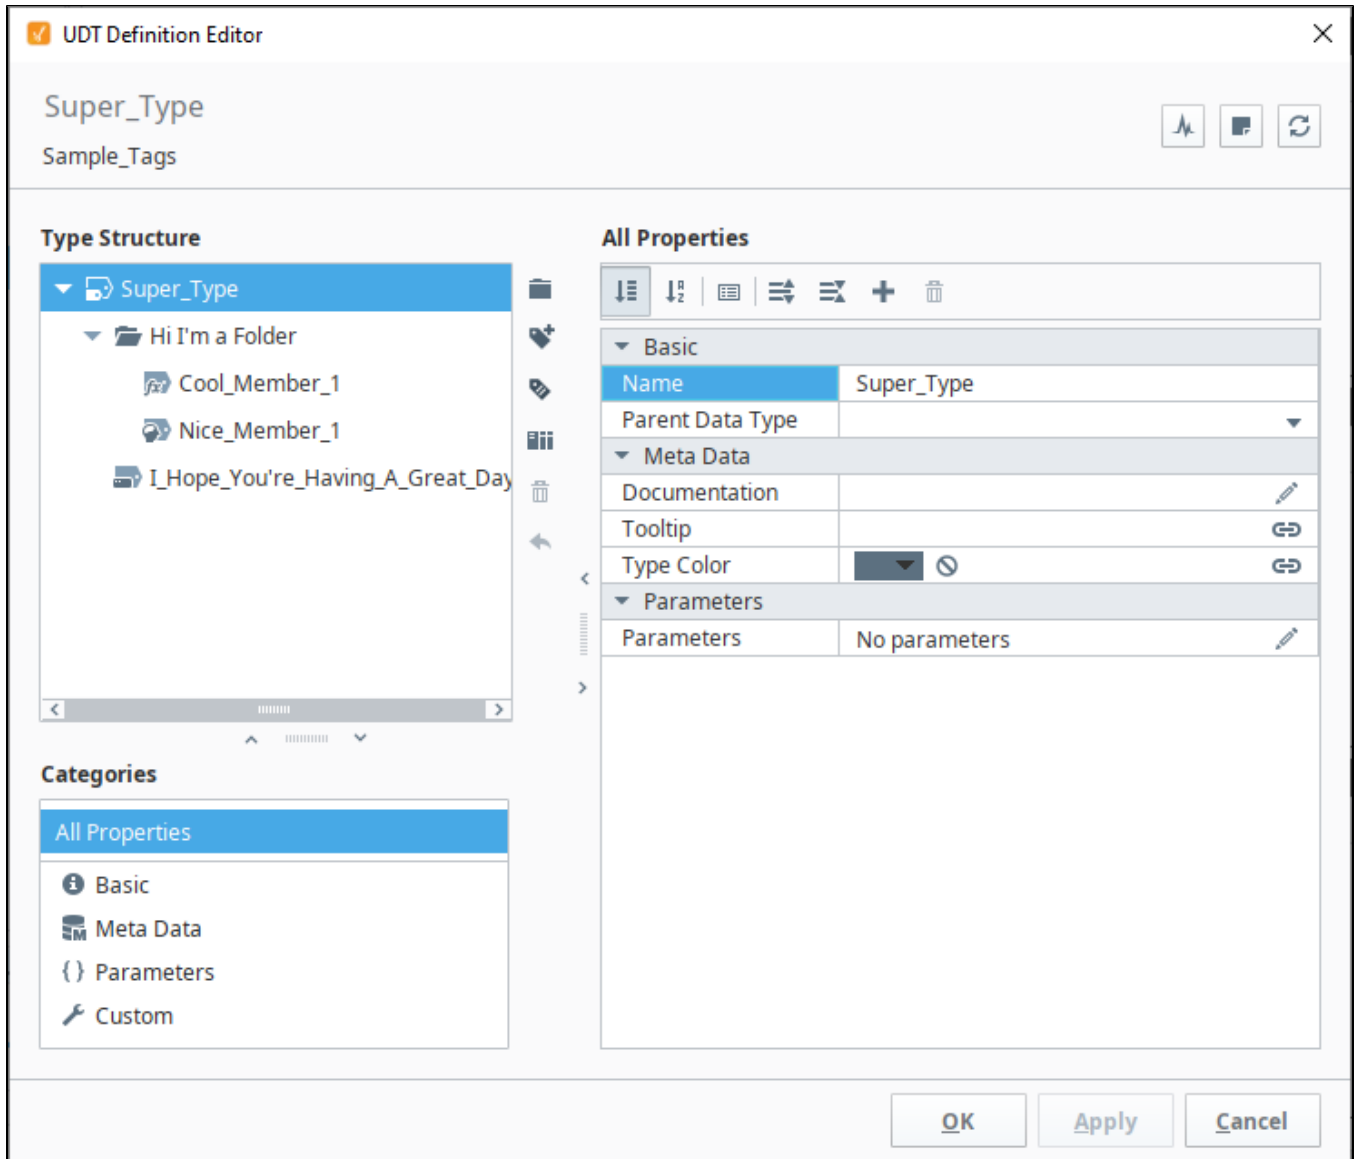 UDT Definition Editor
Super_Type
Sample_Tags
Type Structure
Super_Type
Hi I'm a Folder
Cool_Member_1
Nice_Member_1
I_Hope_You're_Having_A_Great_Day
Categories
All Properties
Basic
Meta Data
Parameters
Custom
All Properties
Basic
Name Super_Type
Parent Data Type
Meta Data
Documentation
Tooltip
Type Color
Parameters
Parameters No parameters
OK Apply Cancel